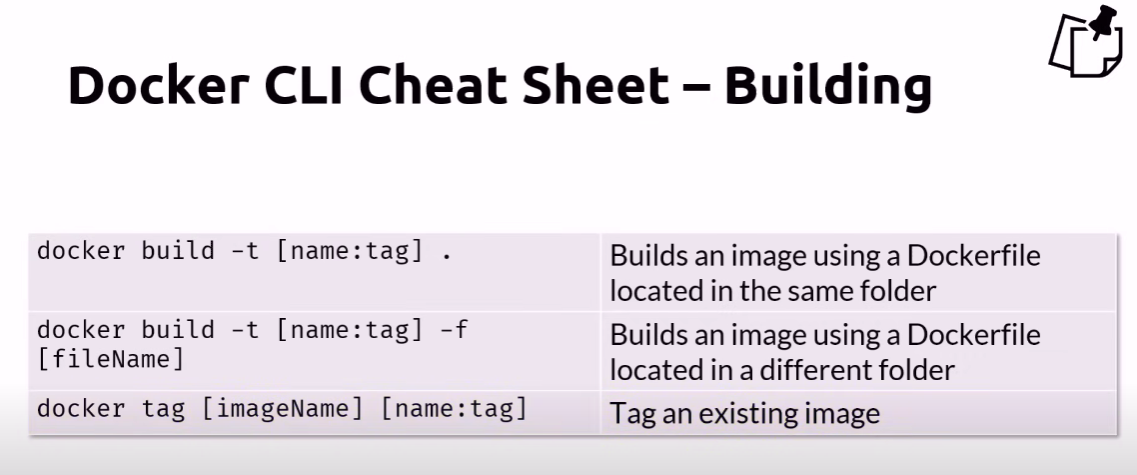 Docker CLI Cheat Sheet – Building
docker build -t [name:tag] .
Builds an image using a Dockerfile
located in the same folder
docker build -t [name:tag] -f
[fileName]
Builds an image using a Dockerfile
located in a different folder
docker tag [imageName] [name:tag]
Tag an existing image